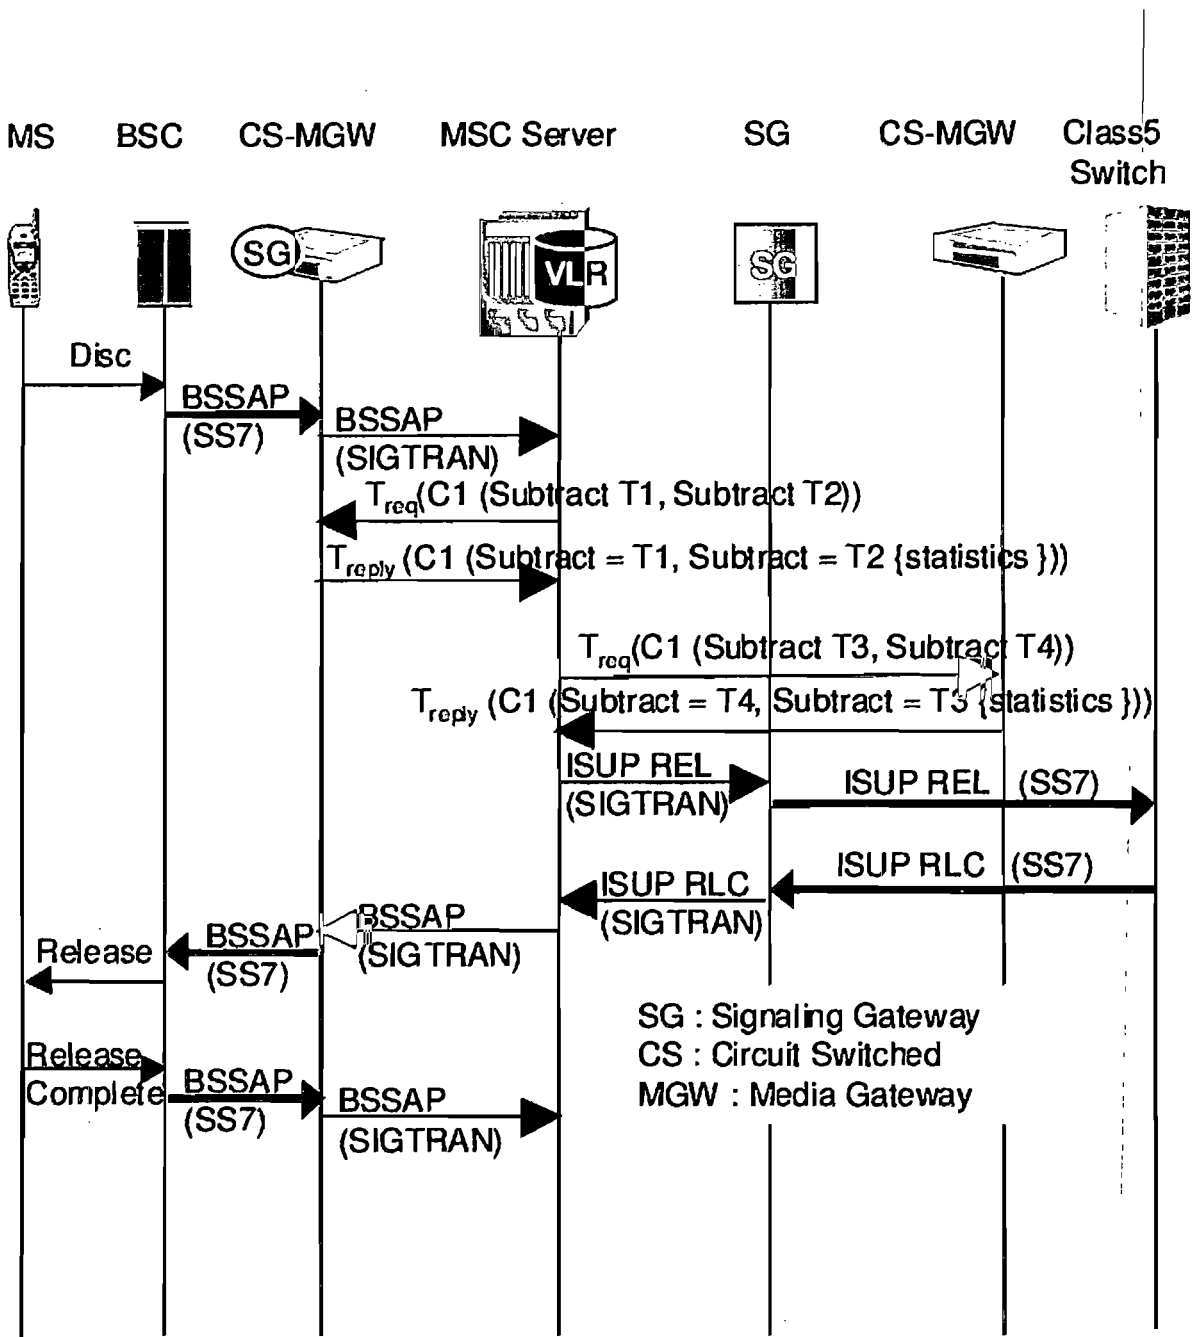 MS BSC CS-MGW MSC Server SG CS-MGW Class5
Switch
SG VLR SG
Disc
BSSAP
(SS7)
BSSAP
(SIGTRAN)
Treq(C1 (Subtract T1, Subtract T2))
Treply (C1 (Subtract = T1, Subtract = T2 {statistics }))
Treq(C1 (Subtract T3, Subtract T4))
Treply (C1 (Subtract = T4, Subtract = T3 {statistics }))
ISUP REL
(SIGTRAN)
ISUP REL (SS7)
ISUP RLC (SS7)
ISUP RLC
(SIGTRAN)
BSSAP
(SIGTRAN)
BSSAP
(SS7)
Release
SG : Signaling Gateway
CS : Circuit Switched
MGW : Media Gateway
Release
Complete
BSSAP
(SS7)
BSSAP
(SIGTRAN)